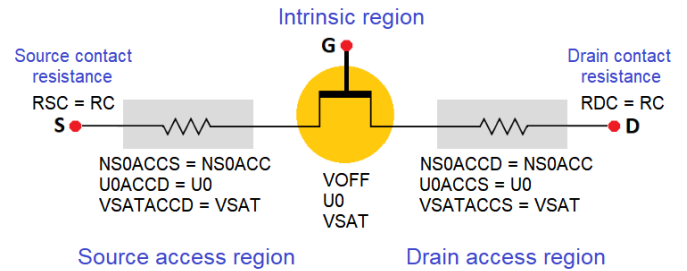 Intrinsic region
G
Source contact
resistance
RSC = RC
S
Drain contact
resistance
RDC = RC
D
NS0ACCS = NS0ACC
U0ACCD = U0
VSATACCD = VSAT
VOFF
U0
VSAT
NS0ACCD = NS0ACC
U0ACCS = U0
VSATACCS = VSAT
Source access region
Drain access region